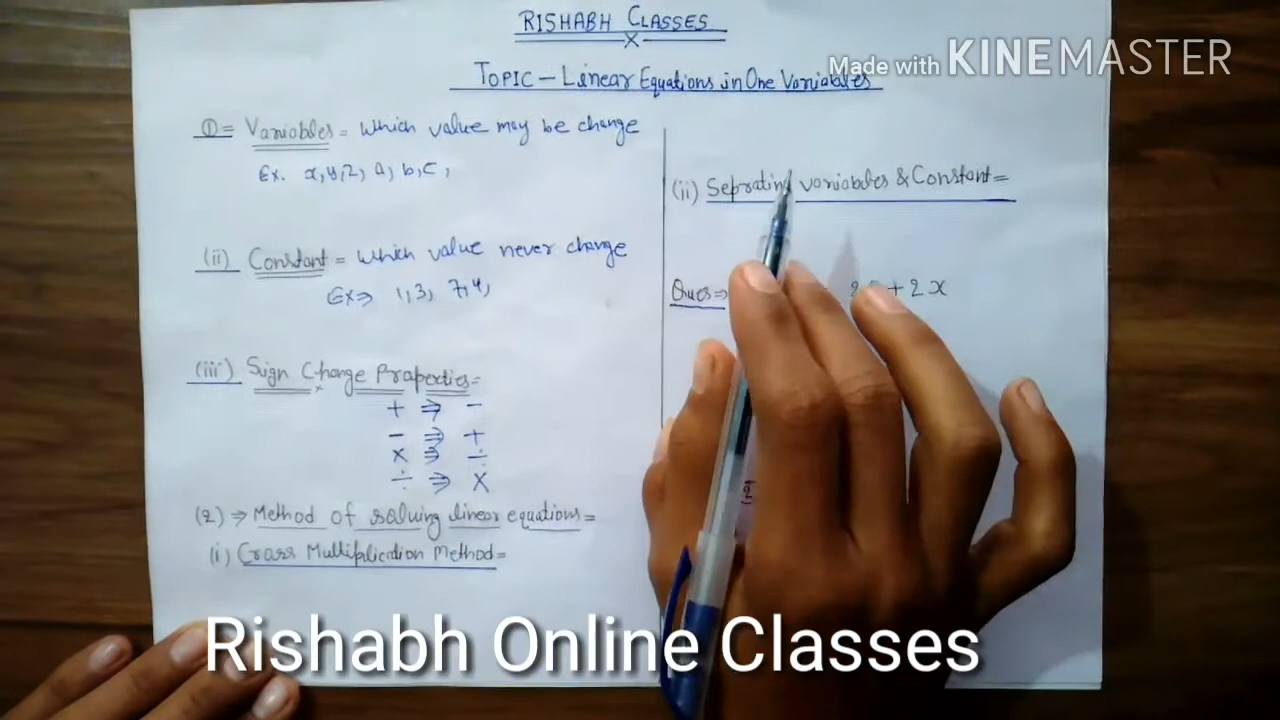 RISHABH CLASSES
X
Made with KINEMASTER
TOPIC - Linear Equations in One Variables
①= Variables = Which value may be change
Ex. x, y, z, a, b, c,
(ii) Constant = Which value never change
Ex⇒ 1, 3, 7, 4,
(iii) Sign Change Properties=
+ ⇒ -
- ⇒ +
× ⇒ ÷
÷ ⇒ ×
(2) ⇒ Method of solving linear equations=
(i) Cross Multiplication Method=
(ii) Seprating variables & Constant=
Ques⇒ + 2x
Rishabh Online Classes